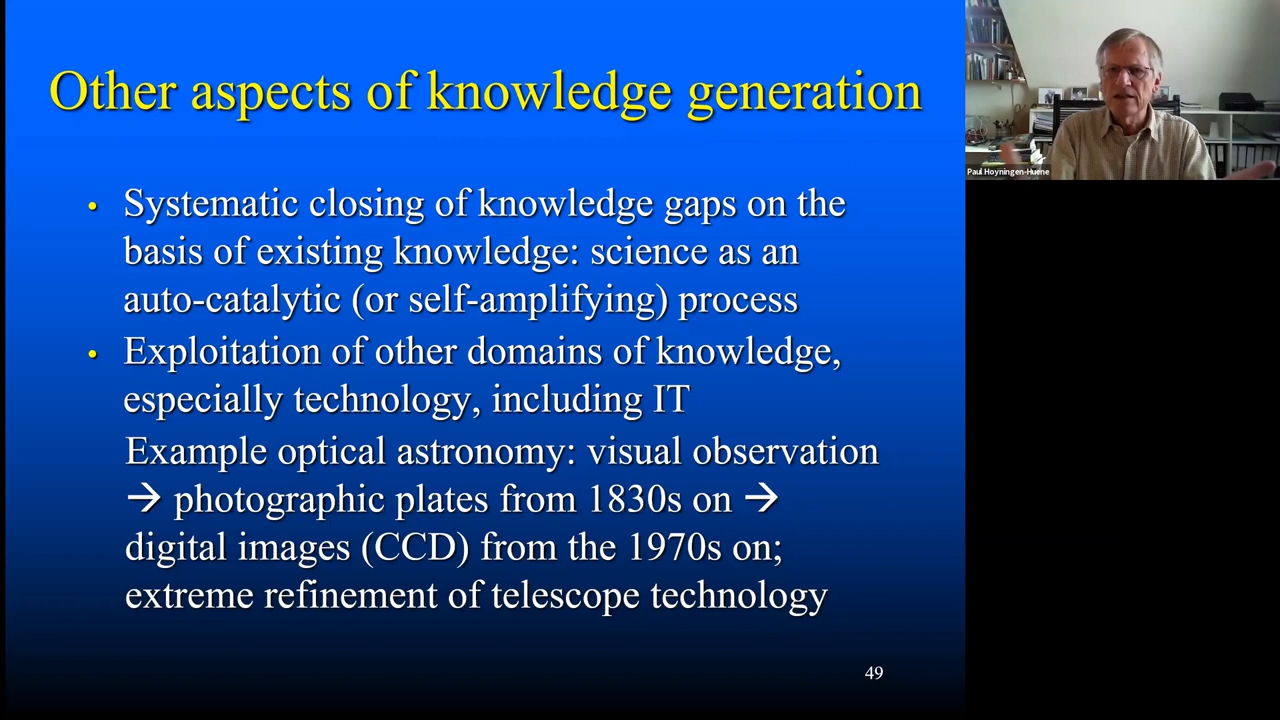 Other aspects of knowledge generation
• Systematic closing of knowledge gaps on the
basis of existing knowledge: science as an
auto-catalytic (or self-amplifying) process
• Exploitation of other domains of knowledge,
especially technology, including IT
Example optical astronomy: visual observation
→ photographic plates from 1830s on →
digital images (CCD) from the 1970s on;
extreme refinement of telescope technology
49
Paul Hoyningen-Huene